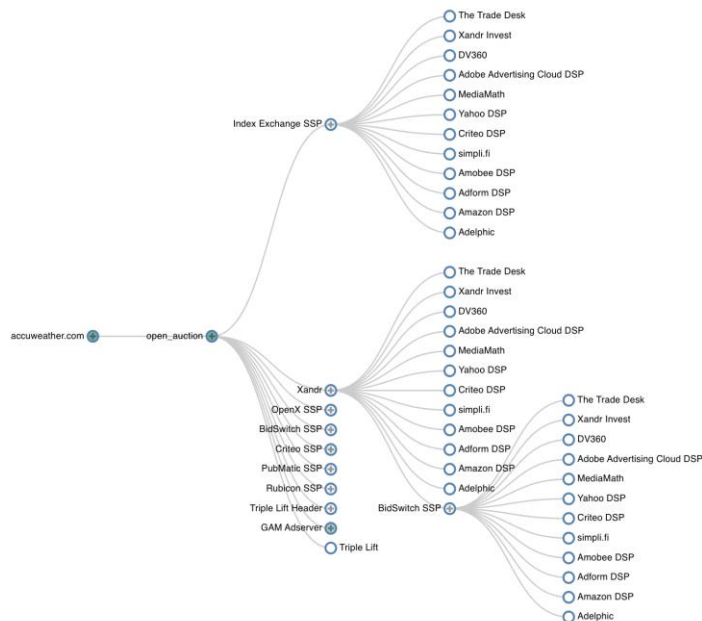 accuweather.com
open_auction
Index Exchange SSP
The Trade Desk
Xandr Invest
DV360
Adobe Advertising Cloud DSP
MediaMath
Yahoo DSP
Criteo DSP
simpli.fi
Amobee DSP
Adform DSP
Amazon DSP
Adelphic
Xandr
The Trade Desk
Xandr Invest
DV360
Adobe Advertising Cloud DSP
MediaMath
Yahoo DSP
Criteo DSP
simpli.fi
Amobee DSP
Adform DSP
Amazon DSP
Adelphic
BidSwitch SSP
The Trade Desk
Xandr Invest
DV360
Adobe Advertising Cloud DSP
MediaMath
Yahoo DSP
Criteo DSP
simpli.fi
Amobee DSP
Adform DSP
Amazon DSP
Adelphic
OpenX SSP
BidSwitch SSP
Criteo SSP
PubMatic SSP
Rubicon SSP
Triple Lift Header
GAM Adserver
Triple Lift